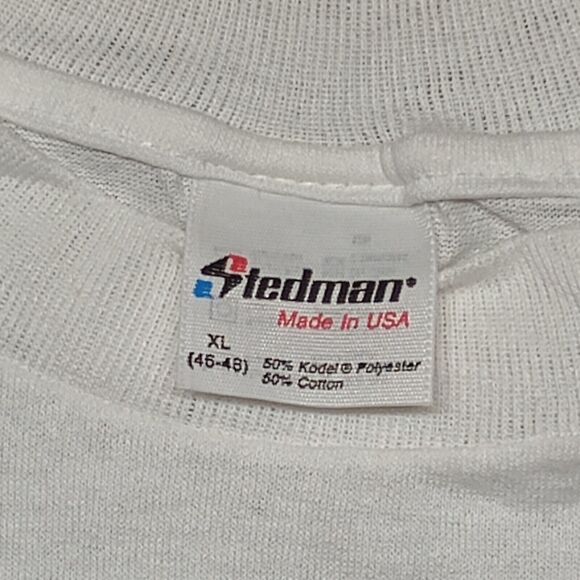 Stedman®
Made In USA
XL
(46-48)
50% Kodel® Polyester
50% Cotton